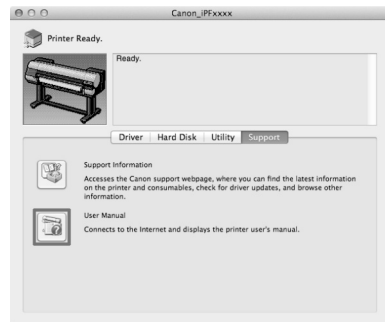 Canon_iPFxxxx
Printer Ready.
Ready.
Driver Hard Disk Utility Support
Support Information
Accesses the Canon support webpage, where you can find the latest information
on the printer and consumables, check for driver updates, and browse other
information.
User Manual
Connects to the Internet and displays the printer user's manual.